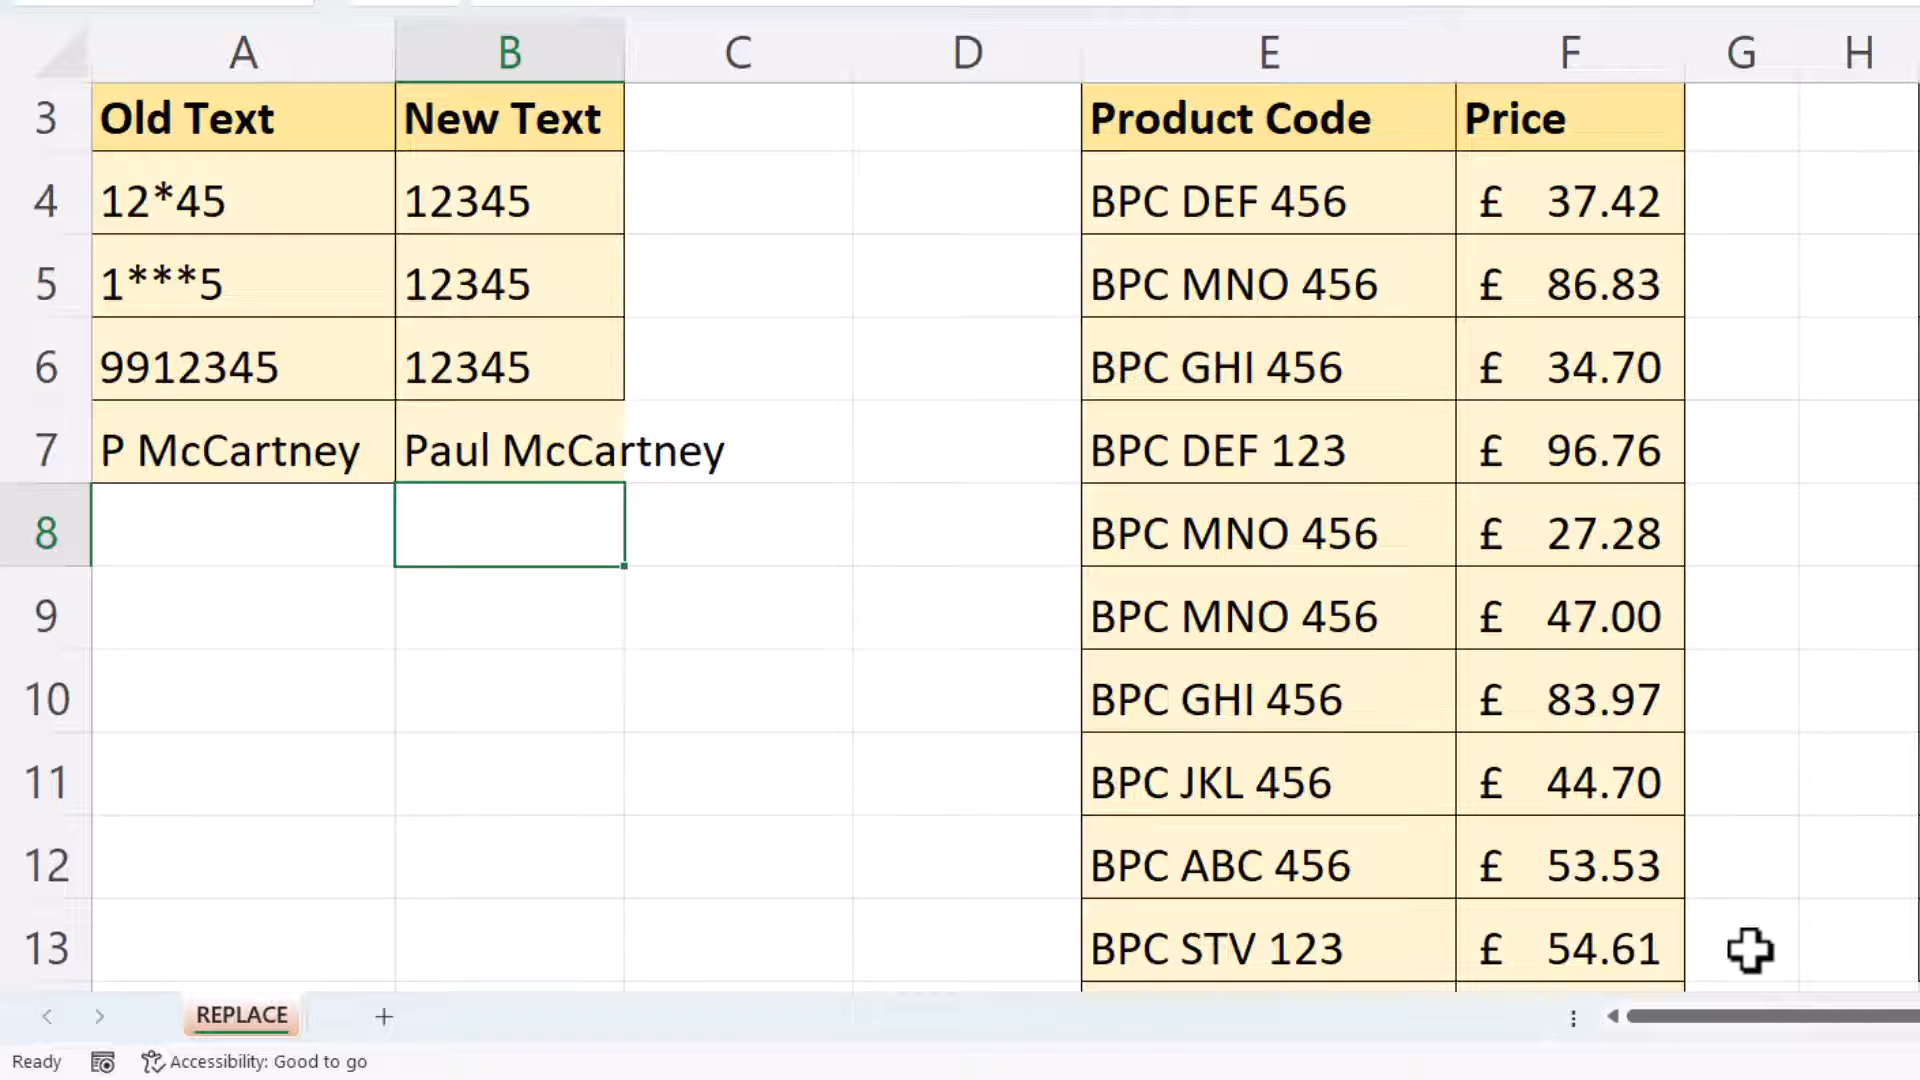 A B C D E F G H
3 Old Text New Text Product Code Price
4 12*45 12345 BPC DEF 456 £ 37.42
5 1***5 12345 BPC MNO 456 £ 86.83
6 9912345 12345 BPC GHI 456 £ 34.70
7 P McCartney Paul McCartney BPC DEF 123 £ 96.76
8 BPC MNO 456 £ 27.28
9 BPC MNO 456 £ 47.00
10 BPC GHI 456 £ 83.97
11 BPC JKL 456 £ 44.70
12 BPC ABC 456 £ 53.53
13 BPC STV 123 £ 54.61
REPLACE
Ready Accessibility: Good to go